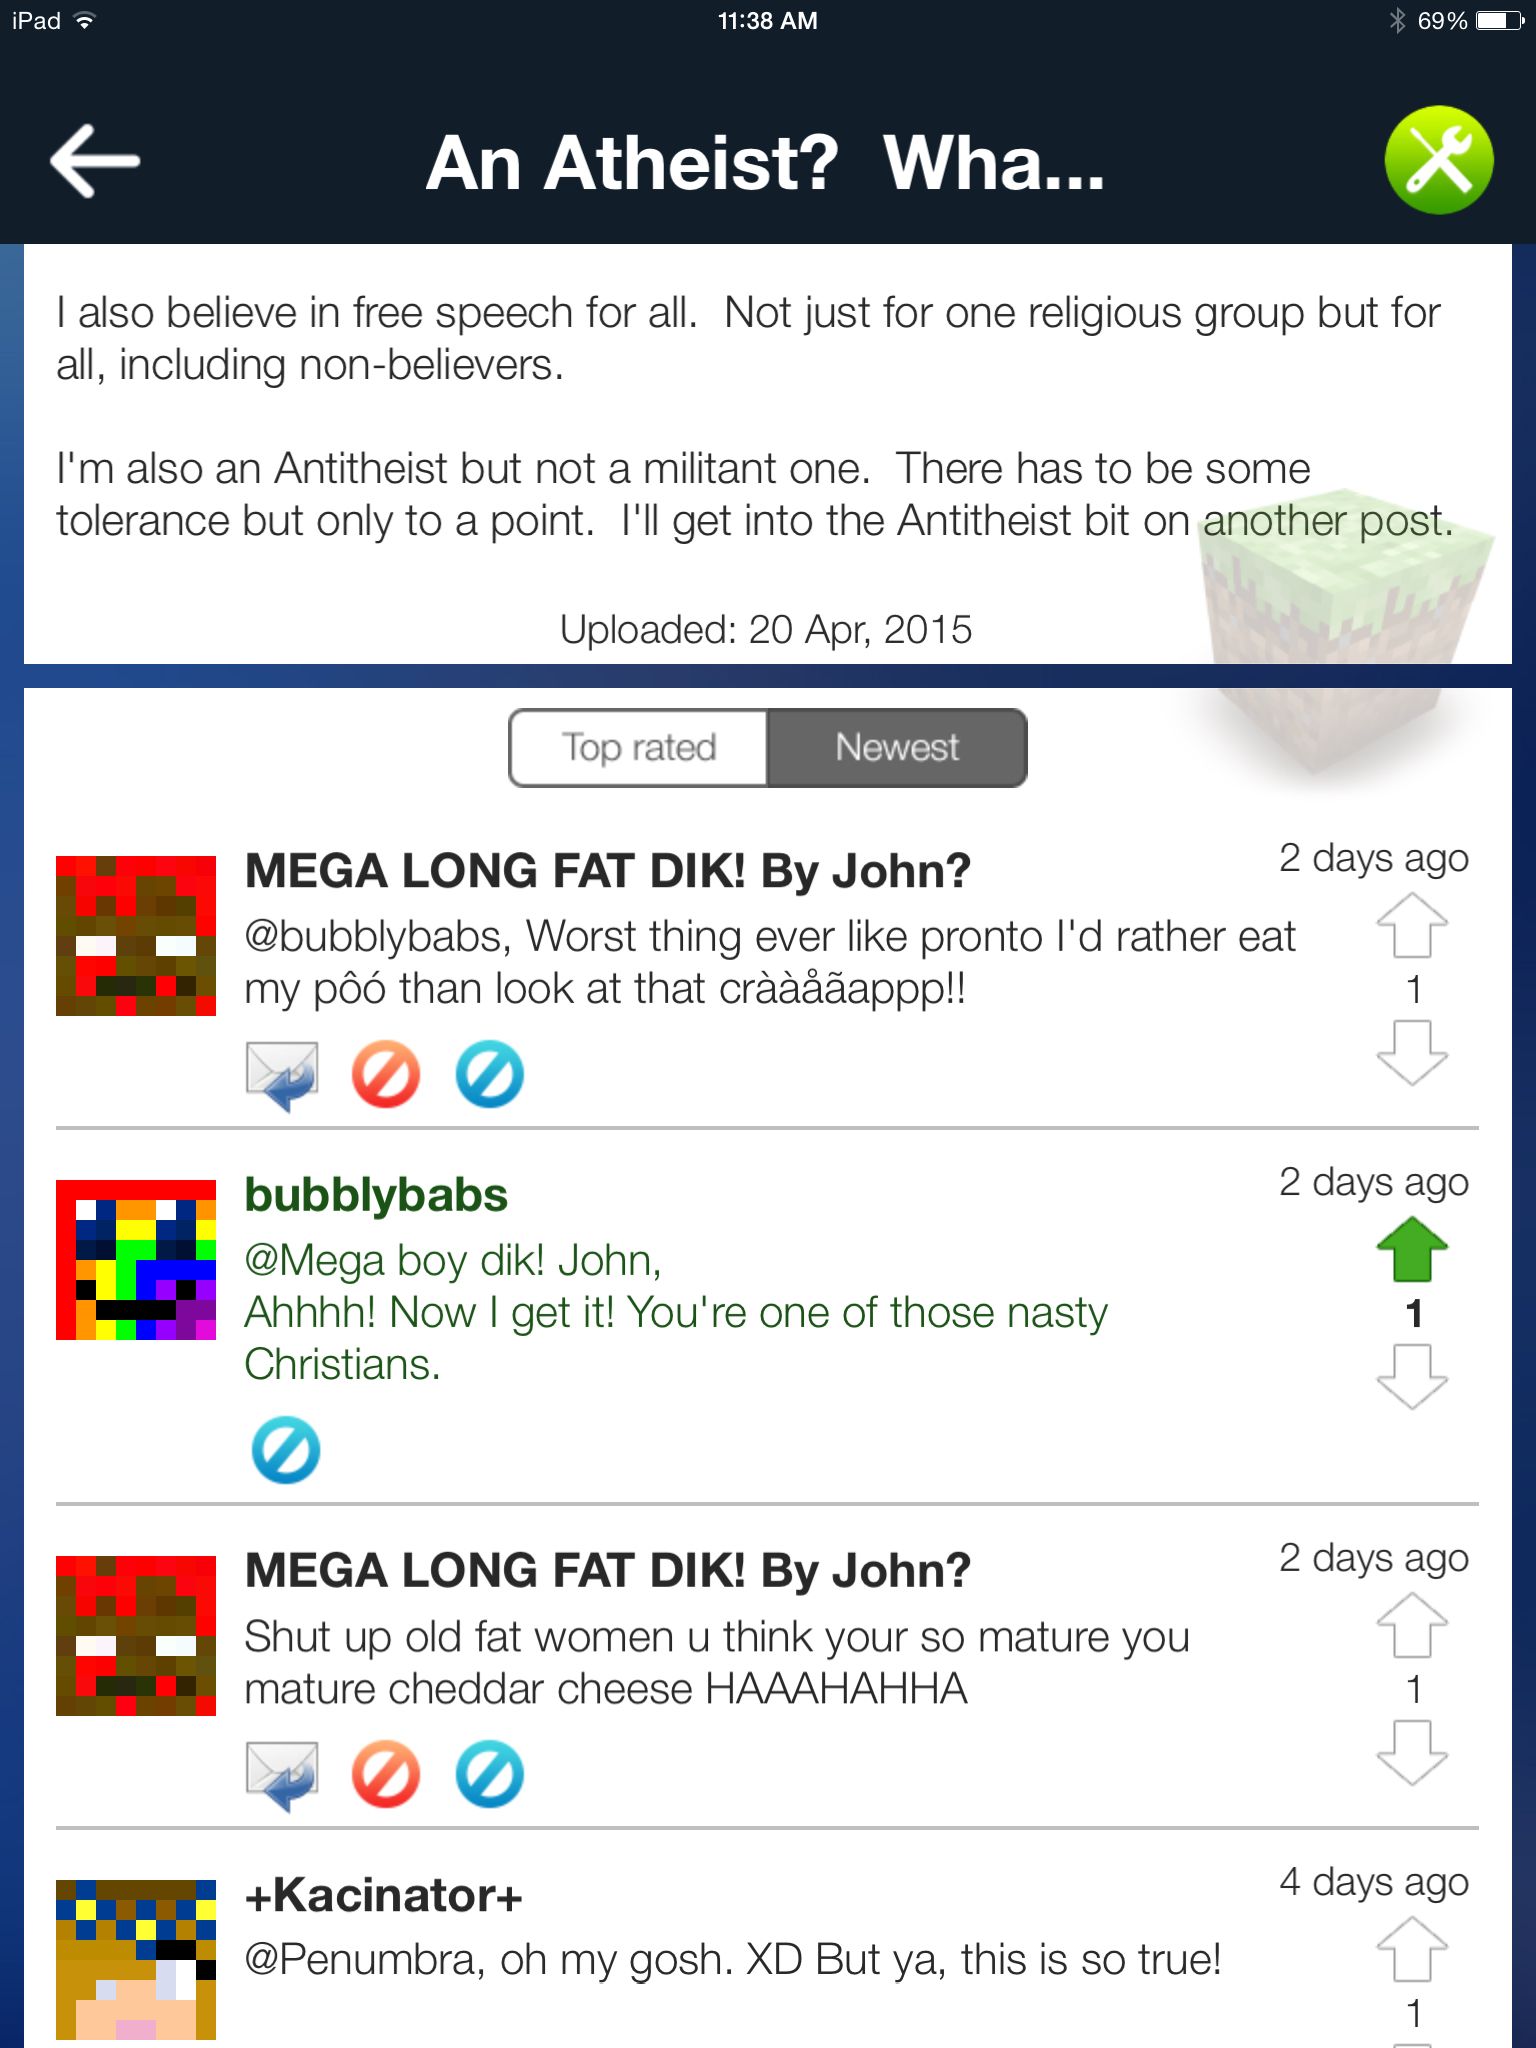 iPad 11:38 AM 69%
An Atheist?  Wha...
I also believe in free speech for all.  Not just for one religious group but for
all, including non-believers.
I'm also an Antitheist but not a militant one.  There has to be some
tolerance but only to a point.  I'll get into the Antitheist bit on another post.
Uploaded: 20 Apr, 2015
Top rated Newest
MEGA LONG FAT DIK! By John? 2 days ago
@bubblybabs, Worst thing ever like pronto I'd rather eat
my pôó than look at that cràààåãappp!!
1
bubblybabs 2 days ago
@Mega boy dik! John,
Ahhhh! Now I get it! You're one of those nasty
Christians.
1
MEGA LONG FAT DIK! By John? 2 days ago
Shut up old fat women u think your so mature you
mature cheddar cheese HAAAHAHHA
1
+Kacinator+ 4 days ago
@Penumbra, oh my gosh. XD But ya, this is so true!
1